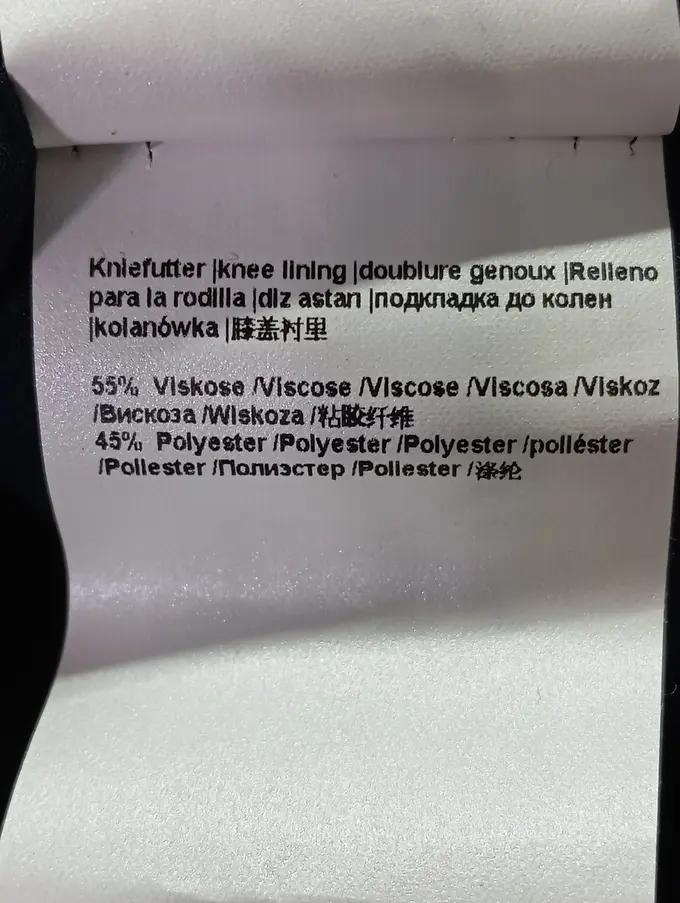 Kniefutter |knee lining |doublure genoux |Relleno
para la rodilla |diz astarı |подкладка до колен
|kolanówka |膝盖衬里
55% Viskose /Viscose /Viscose /Viscosa /Viskoz
/Вискоза /Wiskoza /粘胶纤维
45% Polyester /Polyester /Polyester /poliéster
/Poliester /Полиэстер /Poliester /涤纶